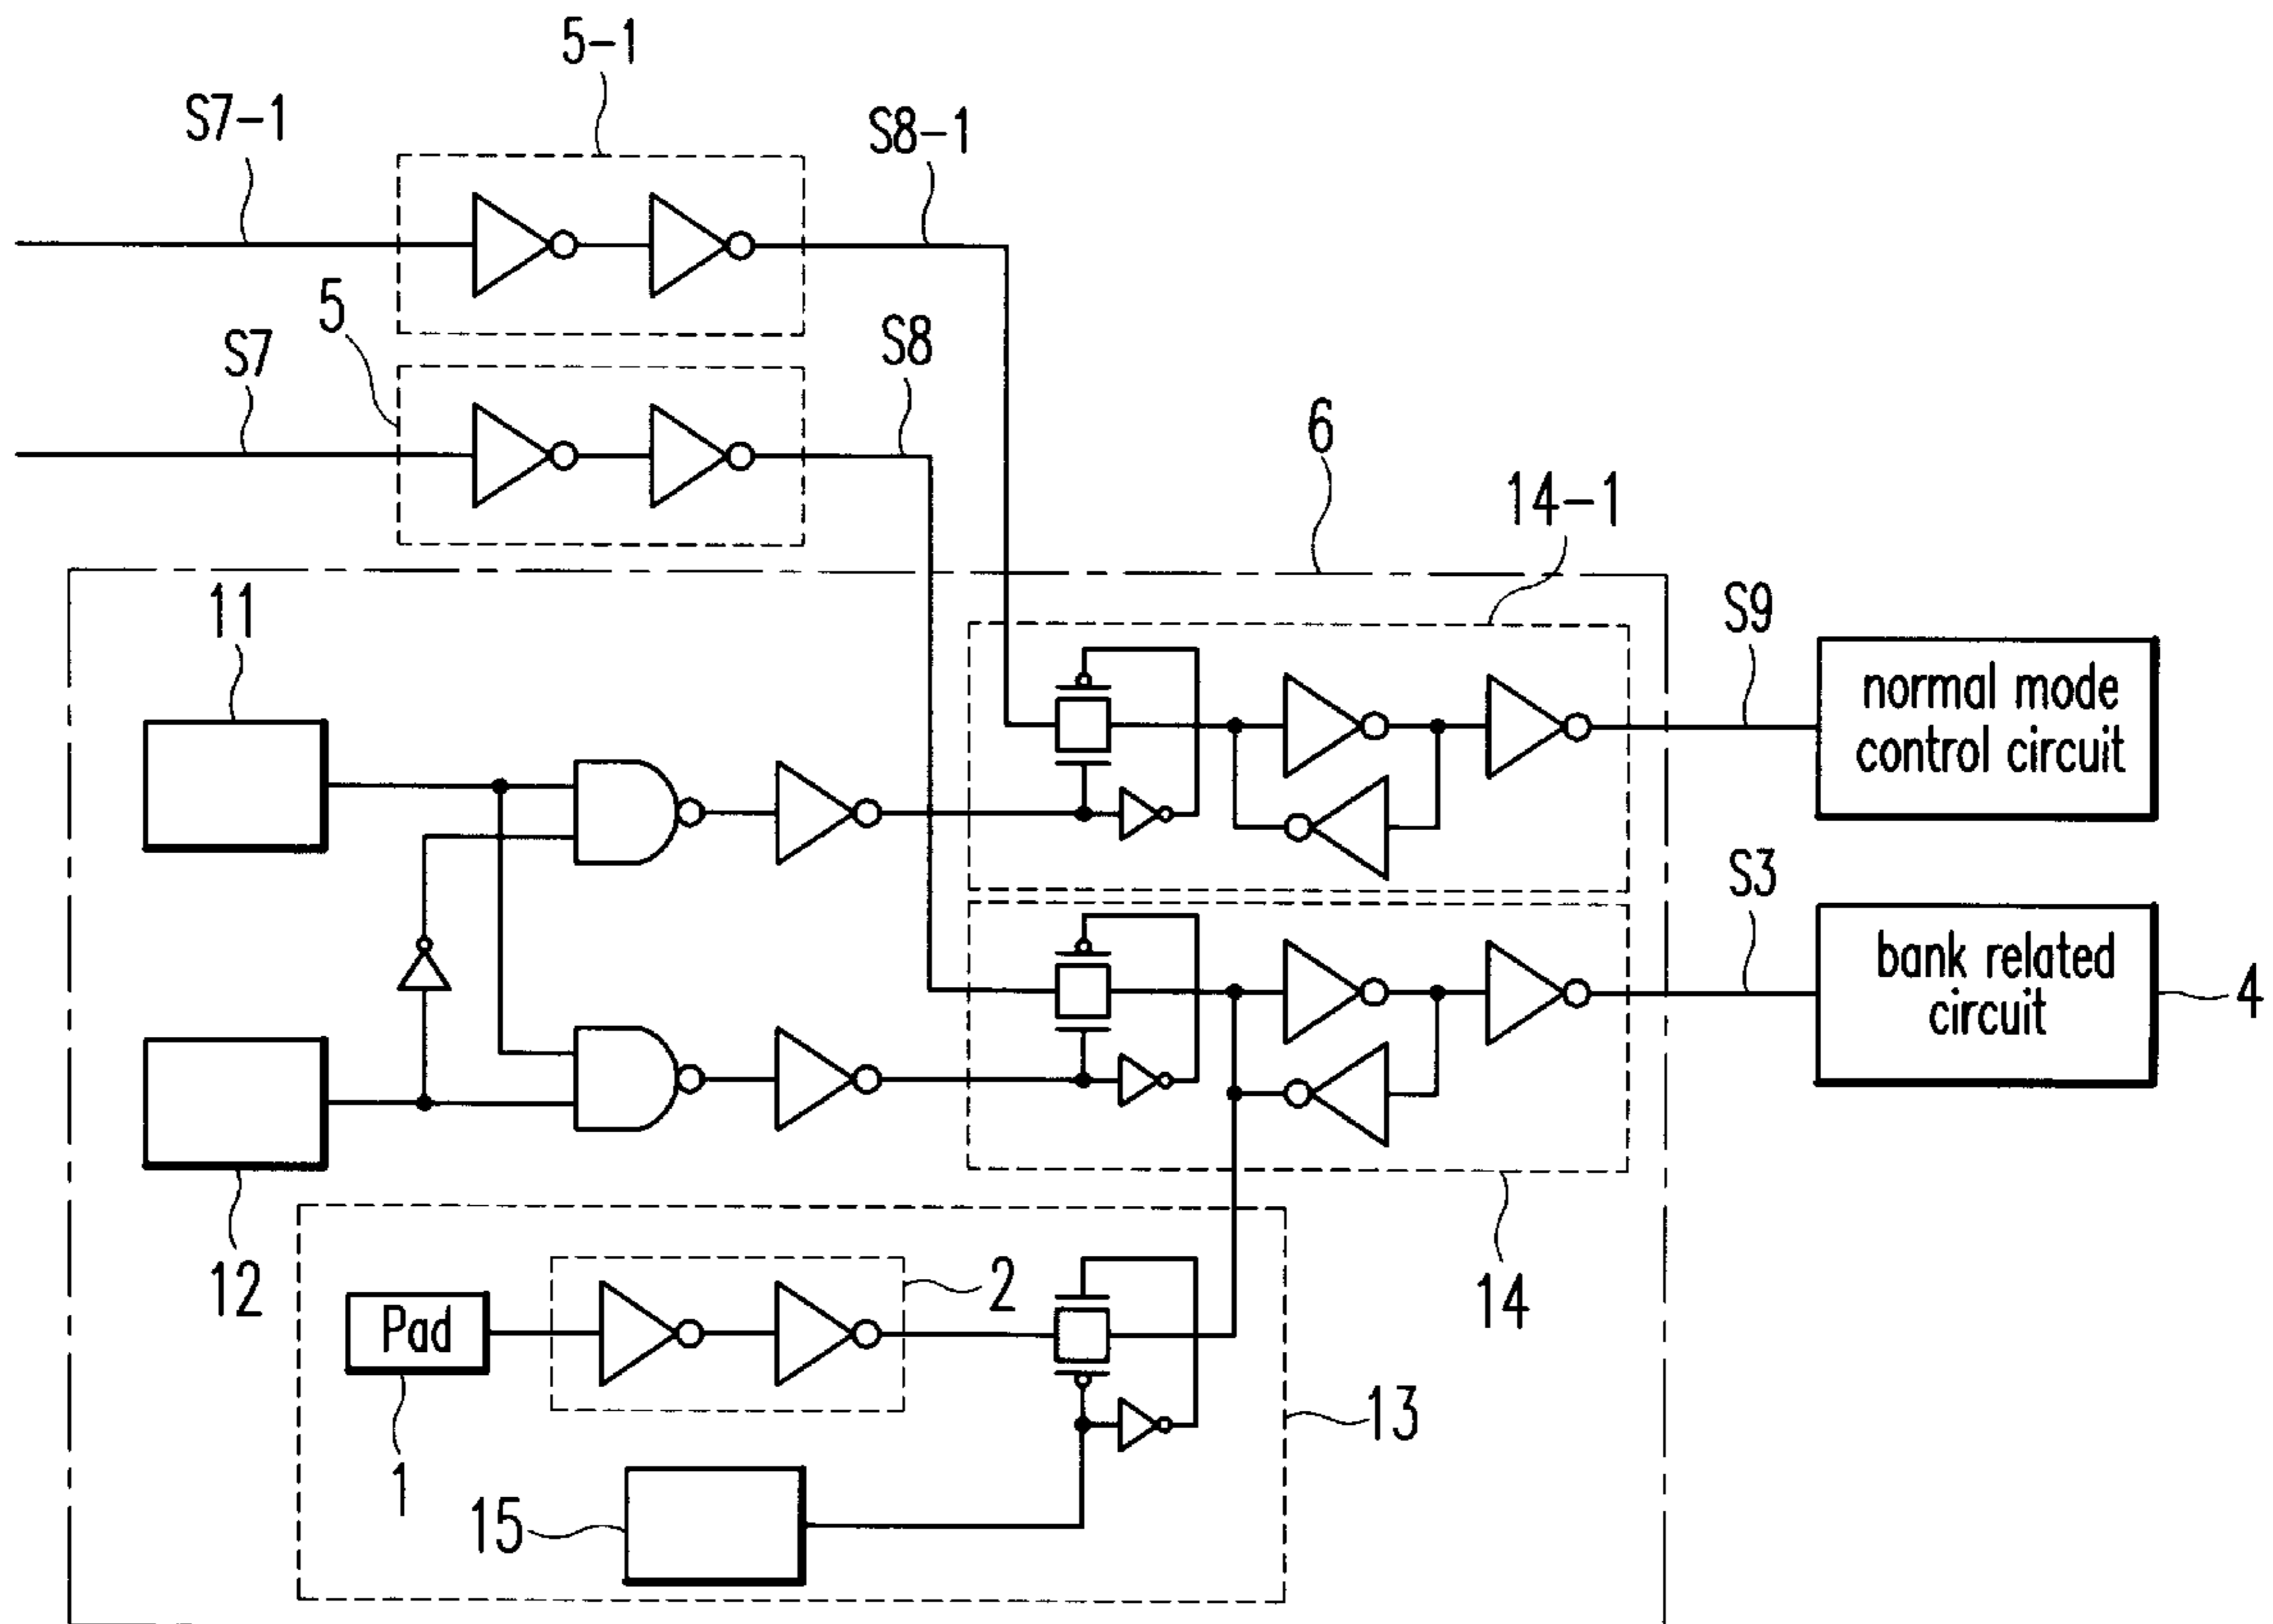 5-1
S7-1
S8-1
5
S7
S8
6
14-1
11
S9
normal mode
control circuit
S3
bank related
circuit
4
12
2
14
Pad
13
1
15